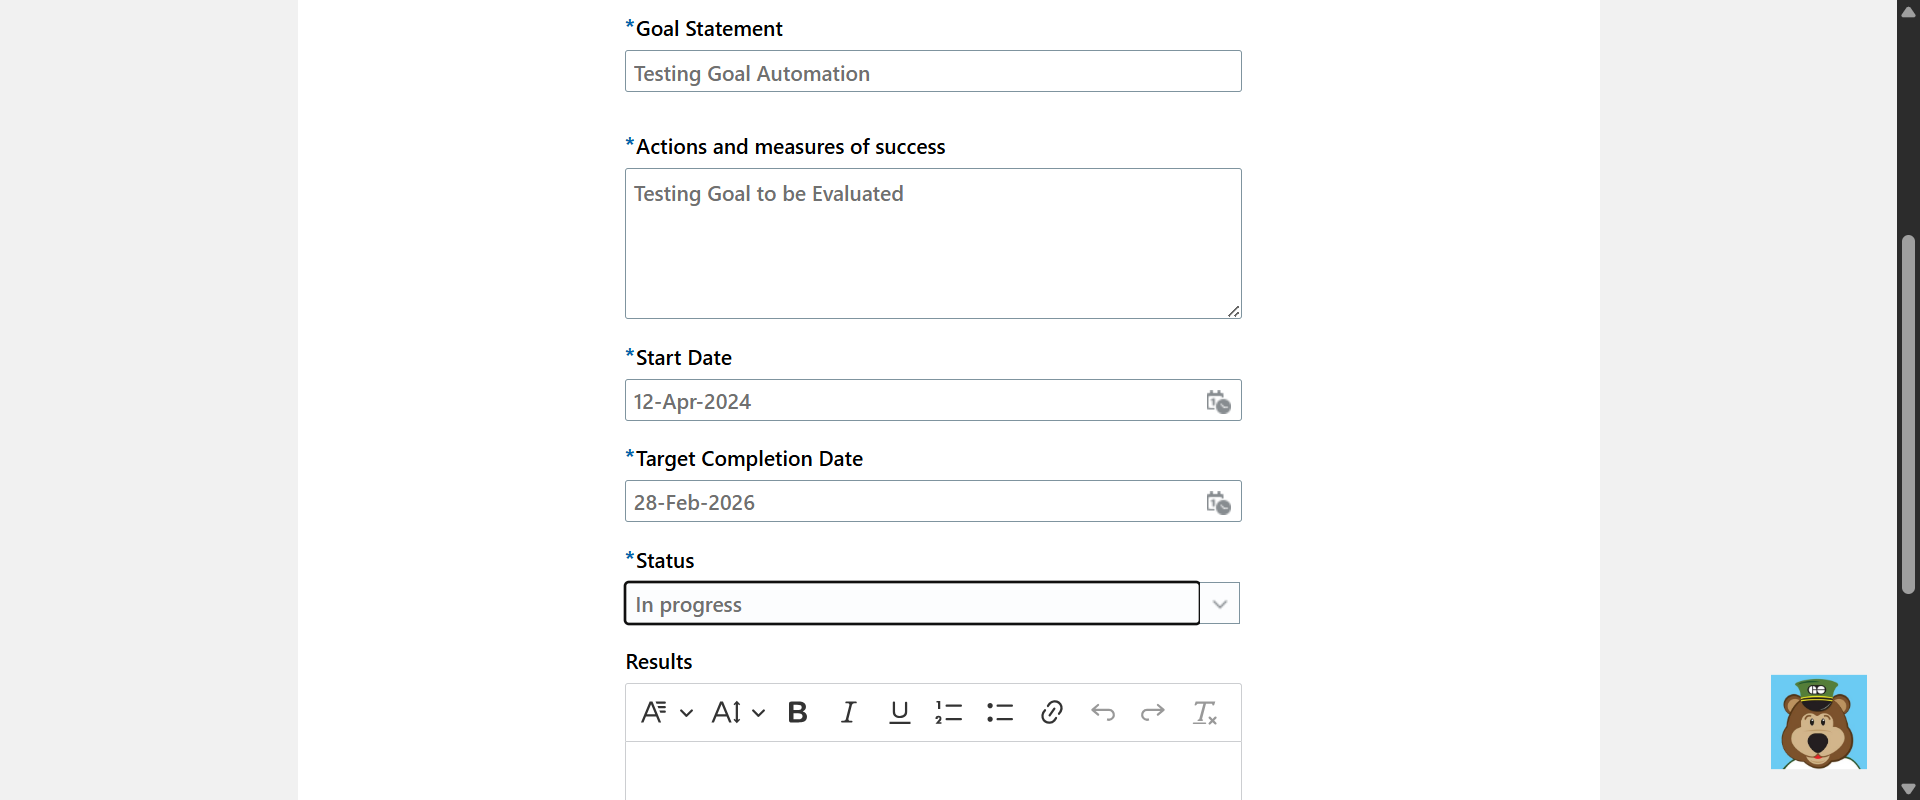 *Goal Statement
Testing Goal Automation
*Actions and measures of success
Testing Goal to be Evaluated
*Start Date
12-Apr-2024
*Target Completion Date
28-Feb-2026
*Status
In progress
Results
GO